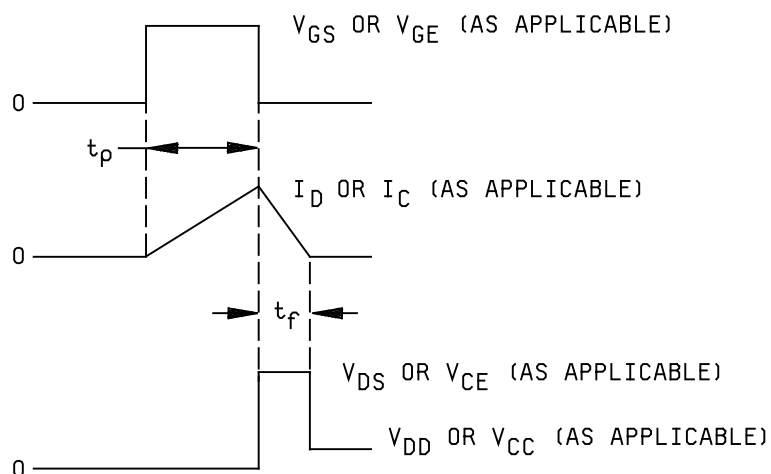 V_GS OR V_GE (AS APPLICABLE)
0
t_p
I_D OR I_C (AS APPLICABLE)
0
t_f
V_DS OR V_CE (AS APPLICABLE)
V_DD OR V_CC (AS APPLICABLE)
0